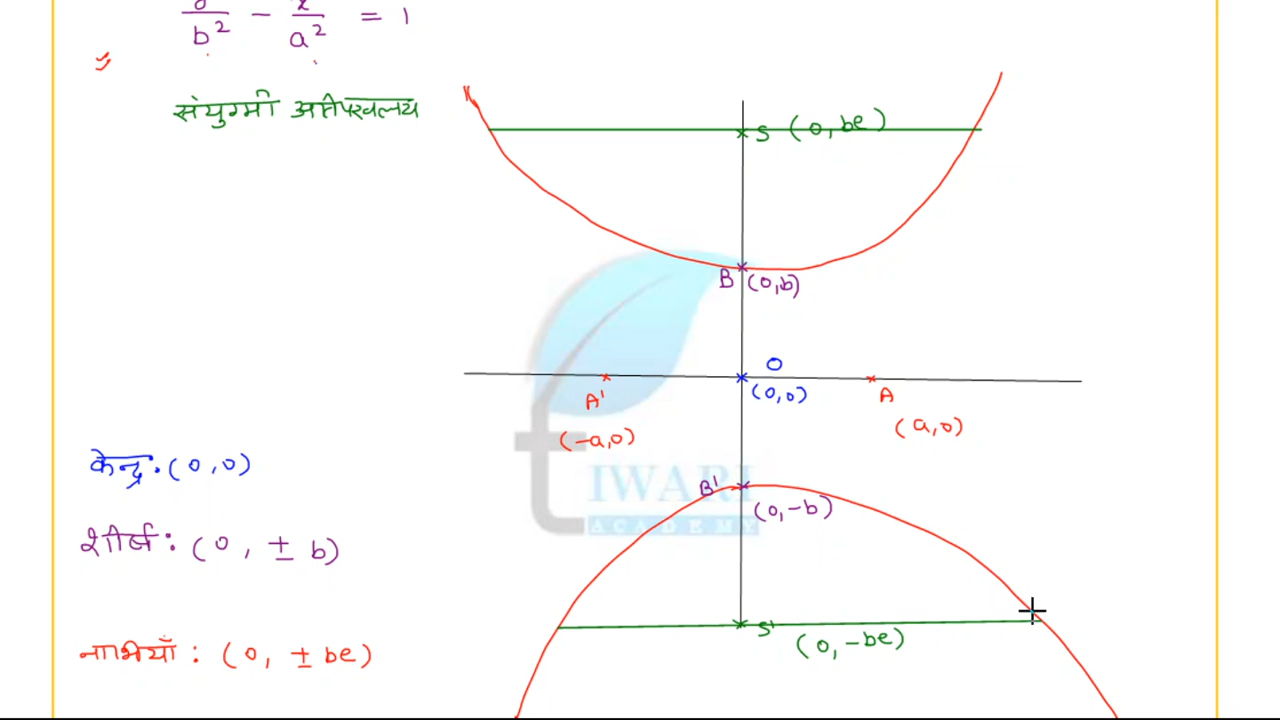 b² − a² = 1
संयुग्मी अतिपरवलय
S (0, be)
B (0, b)
O
(0, 0)
A'
A
(-a, 0)
(a, 0)
केन्द्र. (0, 0)
B'
IWARI
(0, -b)
ACADEMY
शीर्ष : (0, ± b)
S'
(0, -be)
नाभियाँ : (0, ± be)